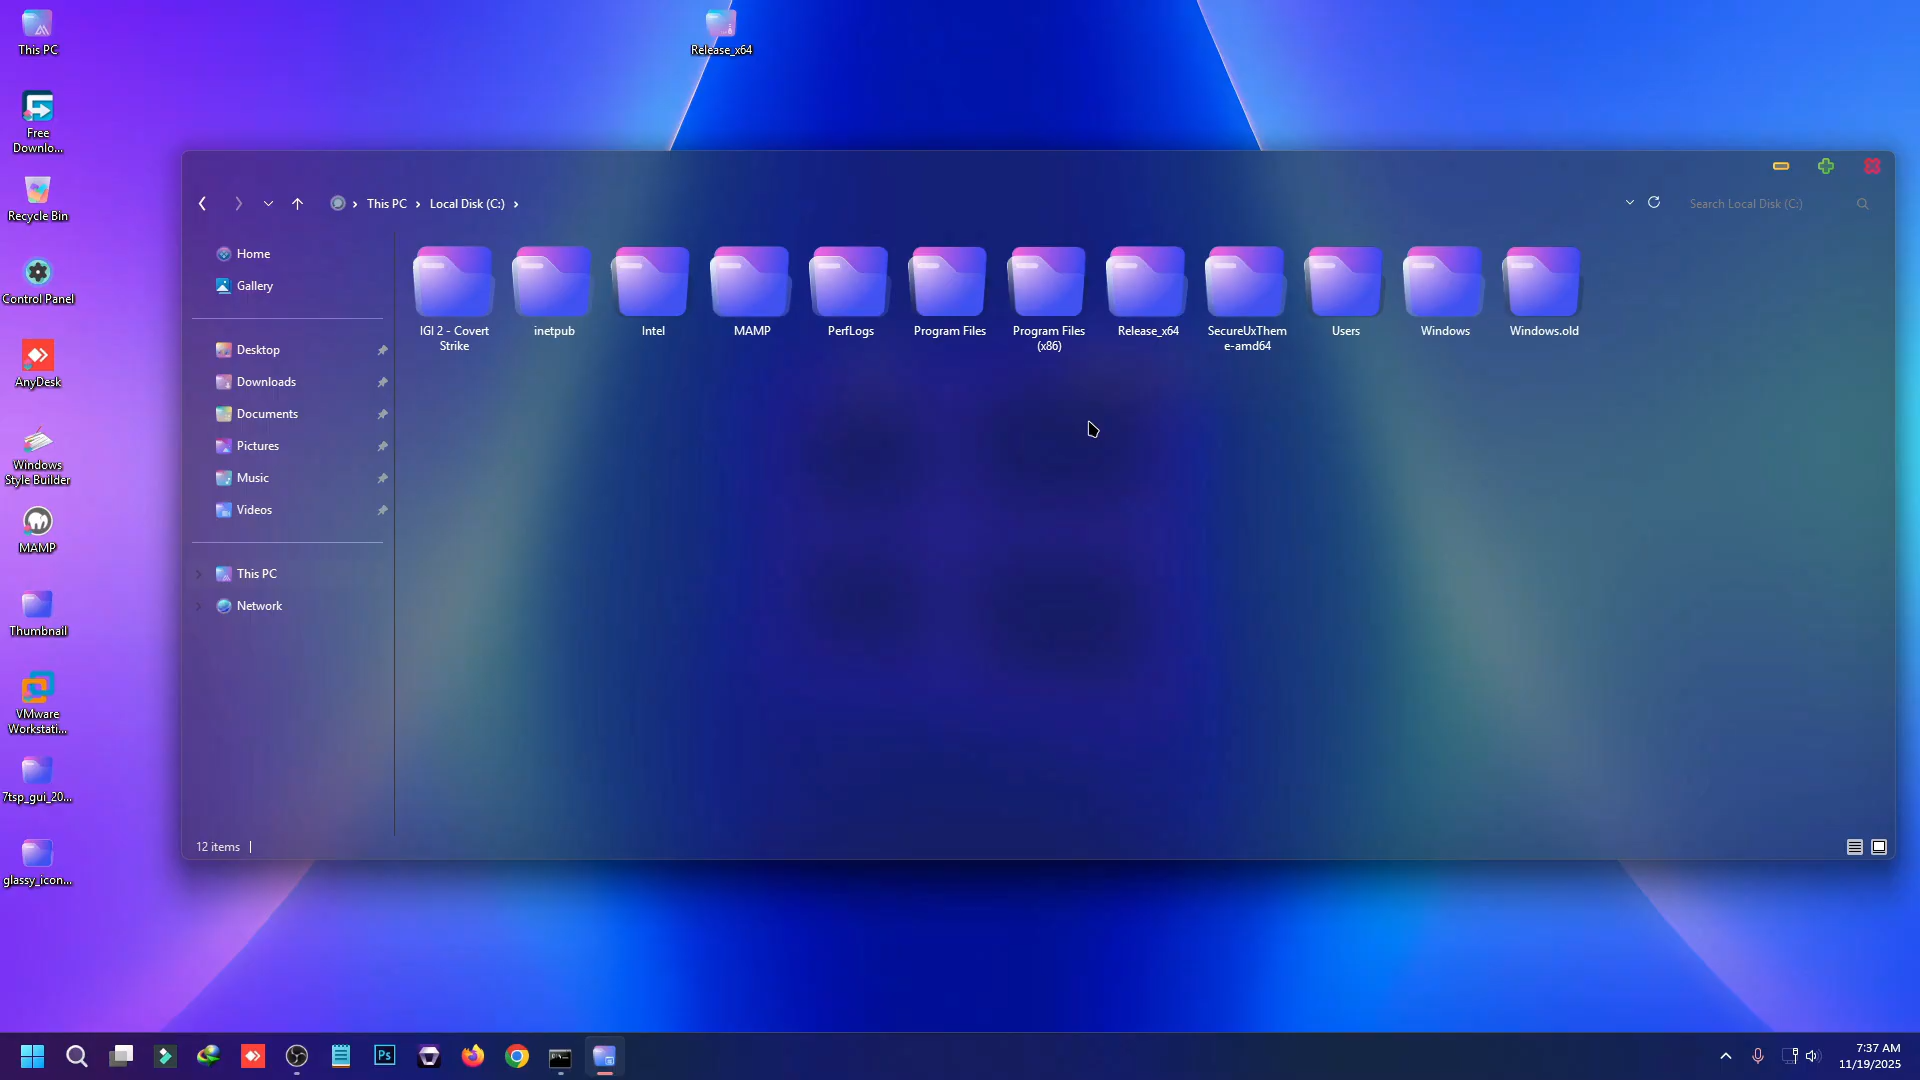 This PC
Free
Downlo...
Recycle Bin
Control Panel
AnyDesk
Windows
Style Builder
MAMP
Thumbnail
VMware
Workstati...
7tsp_gui_20...
glassy_icon...
Release_x64
This PC
Local Disk (C:)
Search Local Disk (C:)
Home
Gallery
Desktop
Downloads
Documents
Pictures
Music
Videos
This PC
Network
IGI 2 - Covert
Strike
inetpub
Intel
MAMP
PerfLogs
Program Files
Program Files
(x86)
Release_x64
SecureUxThem
e-amd64
Users
Windows
Windows.old
12 items
Ps
7:37 AM
11/19/2025